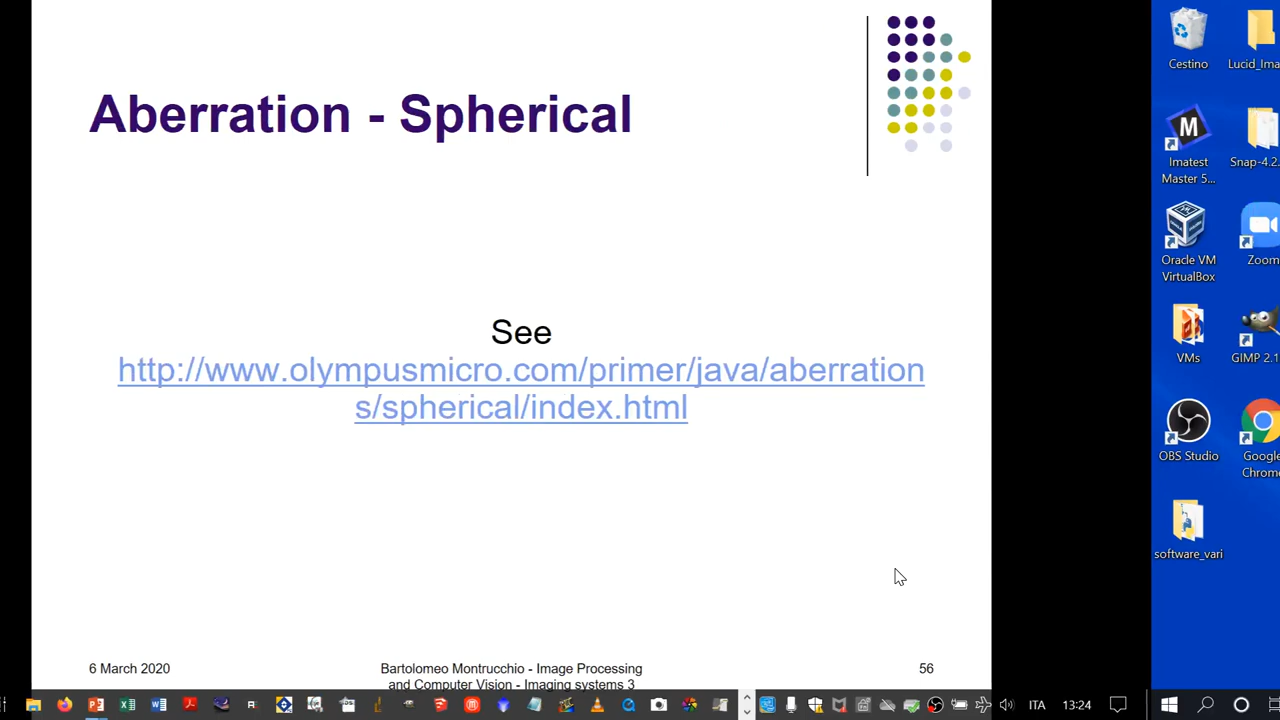 Aberration - Spherical
See
http://www.olympusmicro.com/primer/java/aberration
s/spherical/index.html
6 March 2020
Bartolomeo Montrucchio - Image Processing
and Computer Vision - Imaging systems 3
56
Cestino
Lucid_Ima
M
Imatest
Master 5...
Snap-4.2.
Oracle VM
VirtualBox
Zoom
VMs
GIMP 2.1
OBS Studio
Google
Chrome
software_vari
ITA
13:24